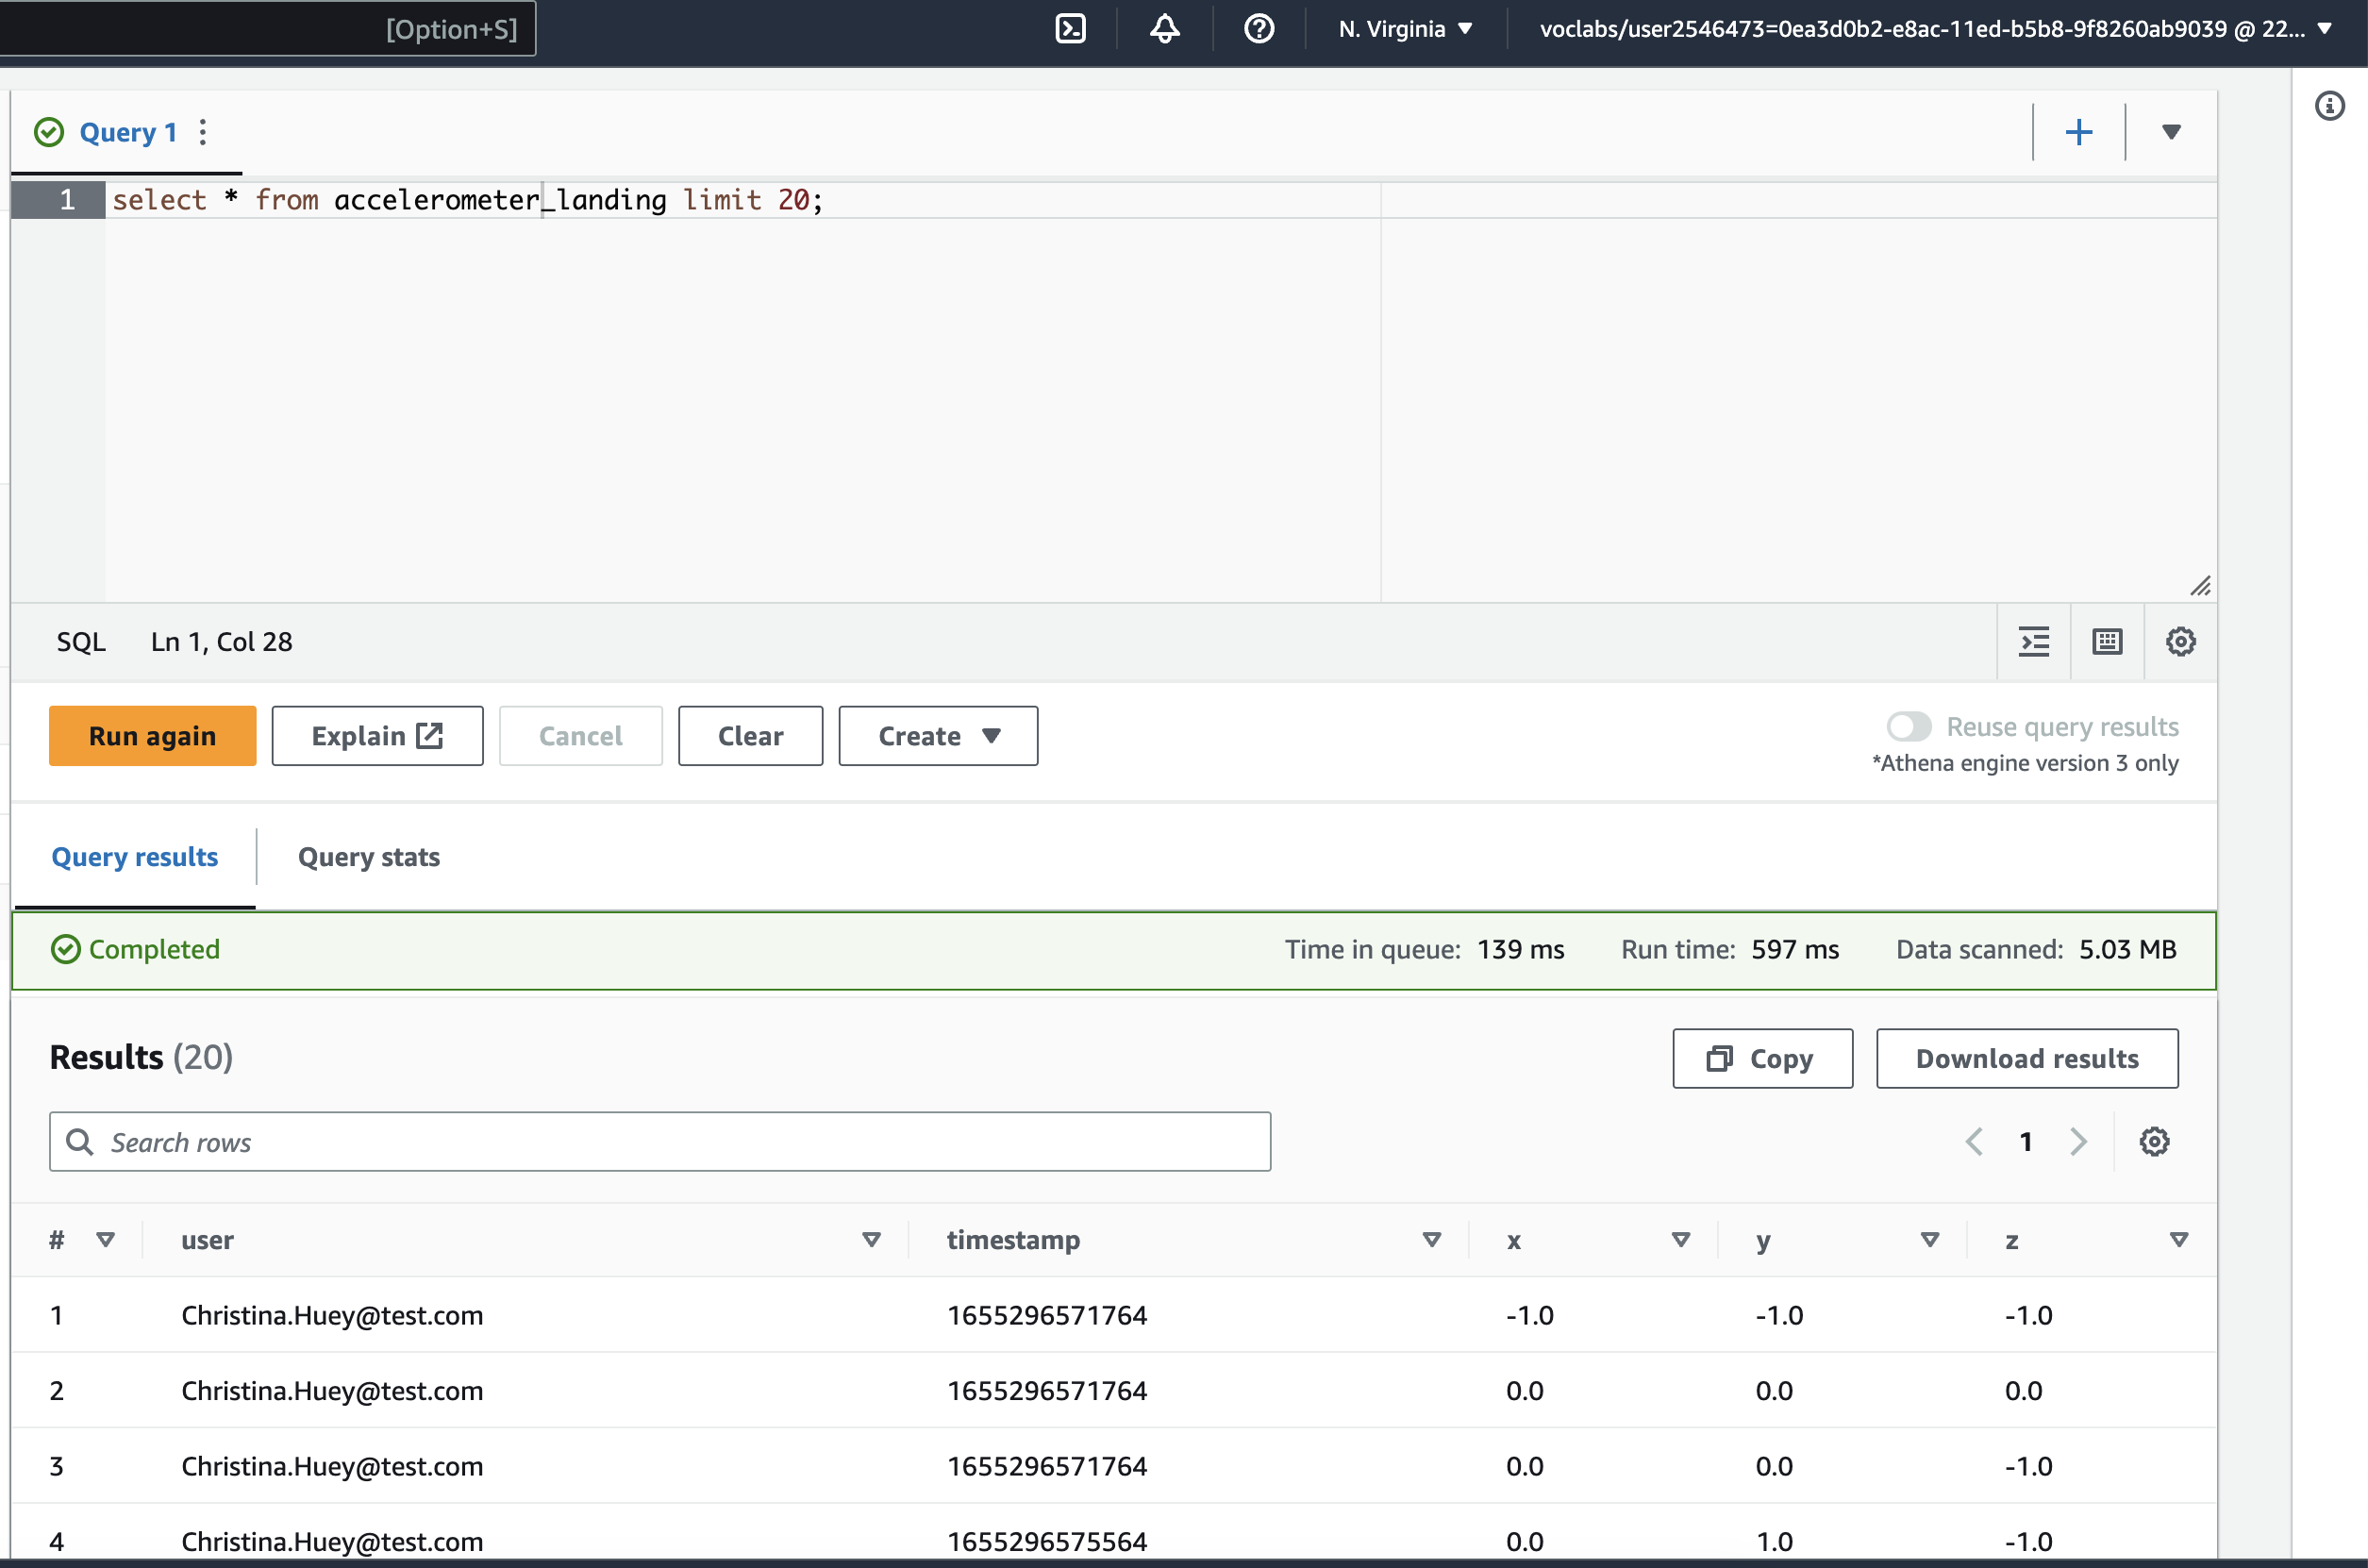 [Option+S] N. Virginia voclabs/user2546473=0ea3d0b2-e8ac-11ed-b5b8-9f8260ab9039 @ 22...
Query 1
1 select * from accelerometer_landing limit 20;
SQL Ln 1, Col 28
Run again Explain Cancel Clear Create Reuse query results
*Athena engine version 3 only
Query results Query stats
Completed Time in queue: 139 ms Run time: 597 ms Data scanned: 5.03 MB
Results (20) Copy Download results
Search rows 1
# user timestamp x y z
1 Christina.Huey@test.com 1655296571764 -1.0 -1.0 -1.0
2 Christina.Huey@test.com 1655296571764 0.0 0.0 0.0
3 Christina.Huey@test.com 1655296571764 0.0 0.0 -1.0
4 Christina.Huey@test.com 1655296575564 0.0 1.0 -1.0